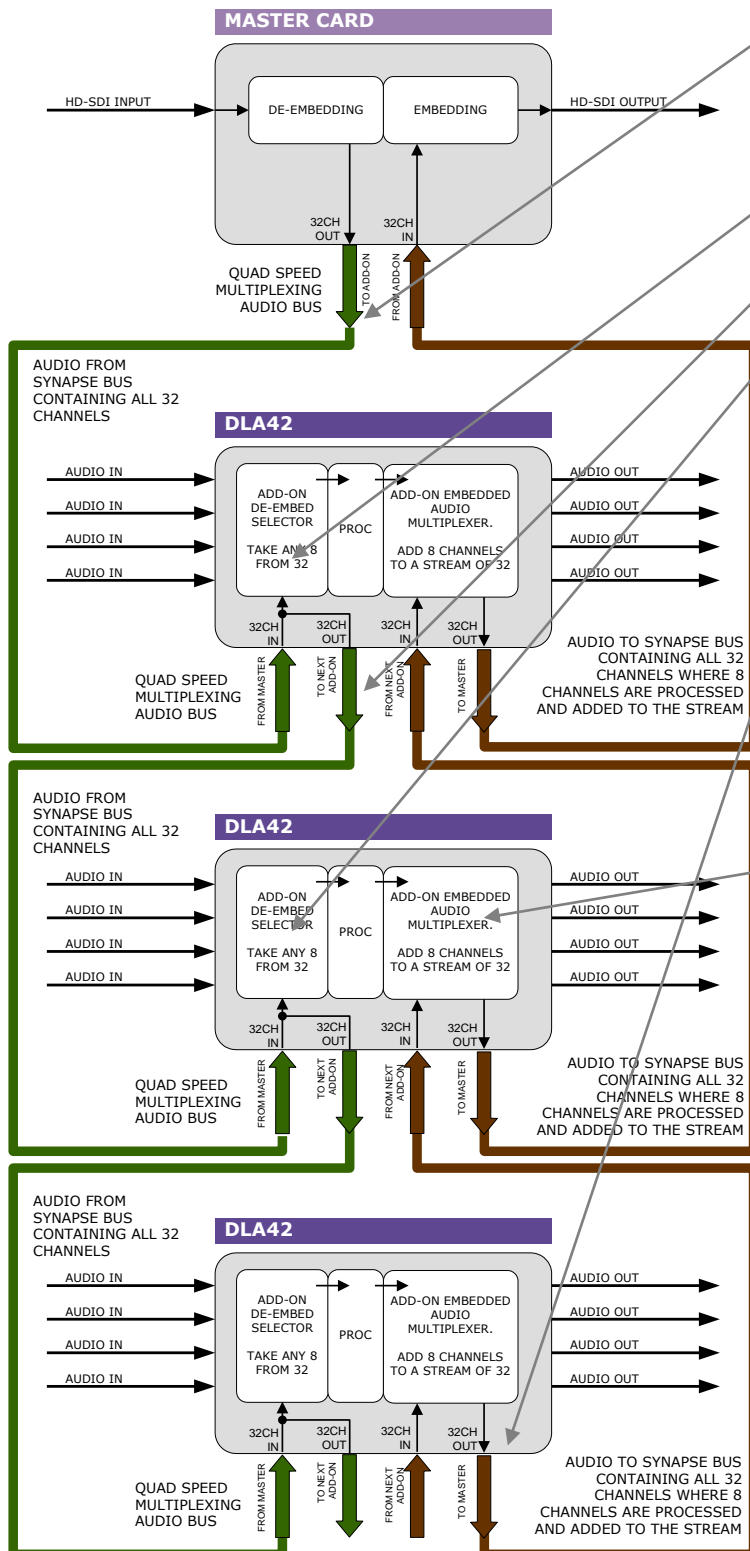 MASTER CARD
HD-SDI INPUT
DE-EMBEDDING
EMBEDDING
HD-SDI OUTPUT
32CH
OUT
32CH
IN
TO ADD-ON
FROM ADD-ON
QUAD SPEED
MULTIPLEXING
AUDIO BUS
AUDIO FROM
SYNAPSE BUS
CONTAINING ALL 32
CHANNELS
DLA42
AUDIO IN
AUDIO IN
AUDIO IN
AUDIO IN
ADD-ON
DE-EMBED
SELECTOR
TAKE ANY 8
FROM 32
PROC
ADD-ON EMBEDDED
AUDIO
MULTIPLEXER.
ADD 8 CHANNELS
TO A STREAM OF 32
AUDIO OUT
AUDIO OUT
AUDIO OUT
AUDIO OUT
32CH
IN
32CH
OUT
32CH
IN
32CH
OUT
QUAD SPEED
MULTIPLEXING
AUDIO BUS
FROM MASTER
TO NEXT
ADD-ON
FROM NEXT
ADD-ON
TO MASTER
AUDIO TO SYNAPSE BUS
CONTAINING ALL 32
CHANNELS WHERE 8
CHANNELS ARE PROCESSED
AND ADDED TO THE STREAM
AUDIO FROM
SYNAPSE BUS
CONTAINING ALL 32
CHANNELS
DLA42
AUDIO IN
AUDIO IN
AUDIO IN
AUDIO IN
ADD-ON
DE-EMBED
SELECTOR
TAKE ANY 8
FROM 32
PROC
ADD-ON EMBEDDED
AUDIO
MULTIPLEXER.
ADD 8 CHANNELS
TO A STREAM OF 32
AUDIO OUT
AUDIO OUT
AUDIO OUT
AUDIO OUT
32CH
IN
32CH
OUT
32CH
IN
32CH
OUT
QUAD SPEED
MULTIPLEXING
AUDIO BUS
FROM MASTER
TO NEXT
ADD-ON
FROM NEXT
ADD-ON
TO MASTER
AUDIO TO SYNAPSE BUS
CONTAINING ALL 32
CHANNELS WHERE 8
CHANNELS ARE PROCESSED
AND ADDED TO THE STREAM
AUDIO FROM
SYNAPSE BUS
CONTAINING ALL 32
CHANNELS
DLA42
AUDIO IN
AUDIO IN
AUDIO IN
AUDIO IN
ADD-ON
DE-EMBED
SELECTOR
TAKE ANY 8
FROM 32
PROC
ADD-ON EMBEDDED
AUDIO
MULTIPLEXER.
ADD 8 CHANNELS
TO A STREAM OF 32
AUDIO OUT
AUDIO OUT
AUDIO OUT
AUDIO OUT
32CH
IN
32CH
OUT
32CH
IN
32CH
OUT
QUAD SPEED
MULTIPLEXING
AUDIO BUS
FROM MASTER
TO NEXT
ADD-ON
FROM NEXT
ADD-ON
TO MASTER
AUDIO TO SYNAPSE BUS
CONTAINING ALL 32
CHANNELS WHERE 8
CHANNELS ARE PROCESSED
AND ADDED TO THE STREAM